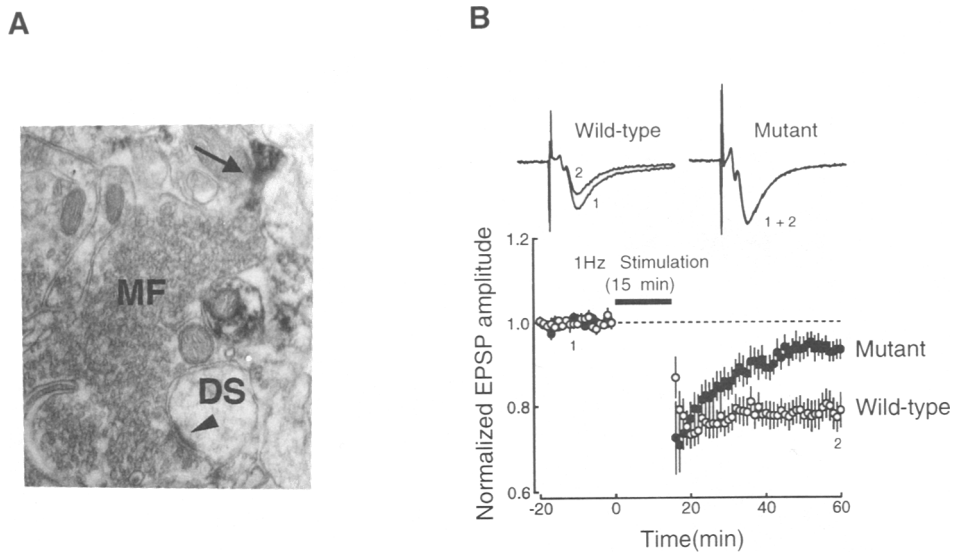 A
B
MF
DS
Wild-type
Mutant
2
1
1 + 2
1Hz Stimulation
(15 min)
Normalized EPSP amplitude
1.2
1.0
0.8
0.6
1
Mutant
Wild-type
2
-20
0
20
40
60
Time(min)